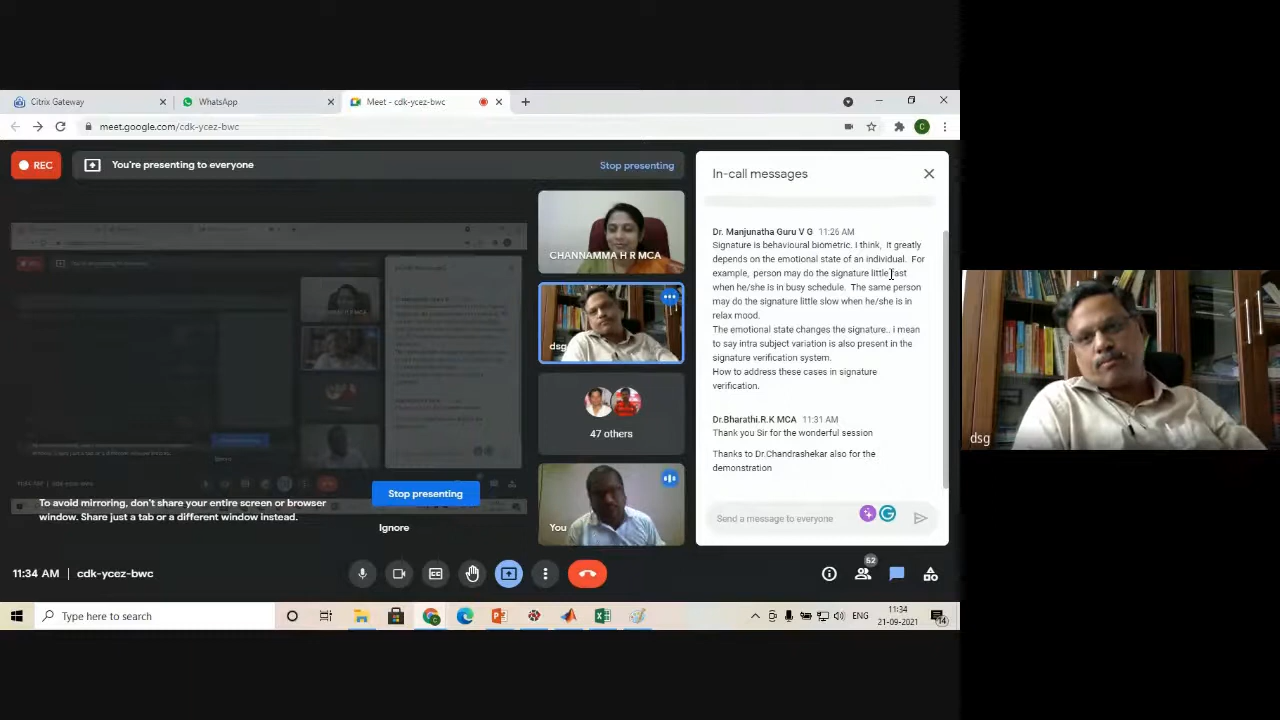 Citrix Gateway
WhatsApp
Meet - cdk-ycez-bwc
meet.google.com/cdk-ycez-bwc
C
REC
You're presenting to everyone
Stop presenting
In-call messages
CHANNAMMA H R MCA
dsg
47 others
You
Dr. Manjunatha Guru V G 11:26 AM
Signature is behavioural biometric. I think, It greatly
depends on the emotional state of an individual. For
example, person may do the signature little fast
when he/she is in busy schedule. The same person
may do the signature little slow when he/she is in
relax mood.
The emotional state changes the signature.. i mean
to say intra subject variation is also present in the
signature verification system.
How to address these cases in signature
verification.
Dr.Bharathi.R.K MCA 11:31 AM
Thank you Sir for the wonderful session
Thanks to Dr.Chandrashekar also for the
demonstration
Send a message to everyone
To avoid mirroring, don't share your entire screen or browser
window. Share just a tab or a different window instead.
Stop presenting
Ignore
dsg
11:34 AM | cdk-ycez-bwc
52
Type here to search
ENG
11:34
21-09-2021
14